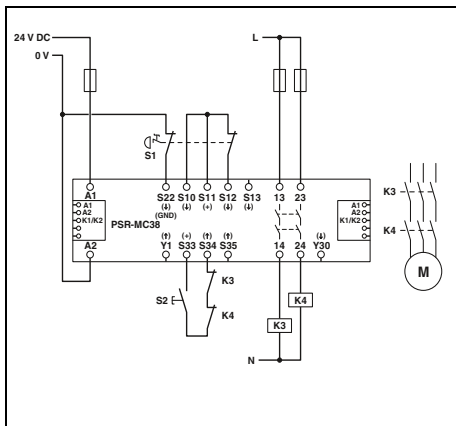 24 V DC
0 V
L
S1
A1 S22 S10 S11 S12 S13 13 23
(↓) (↓) (+) (↓) (↓)
(GND)
A1
A2
K1/K2
PSR-MC38
A1
A2
K1/K2
K3
K4
(↑) (+) (↑) (↑) (↓)
A2 Y1 S33 S34 S35 14 24 Y30
S2
K3
K4
K4
K3
M
N